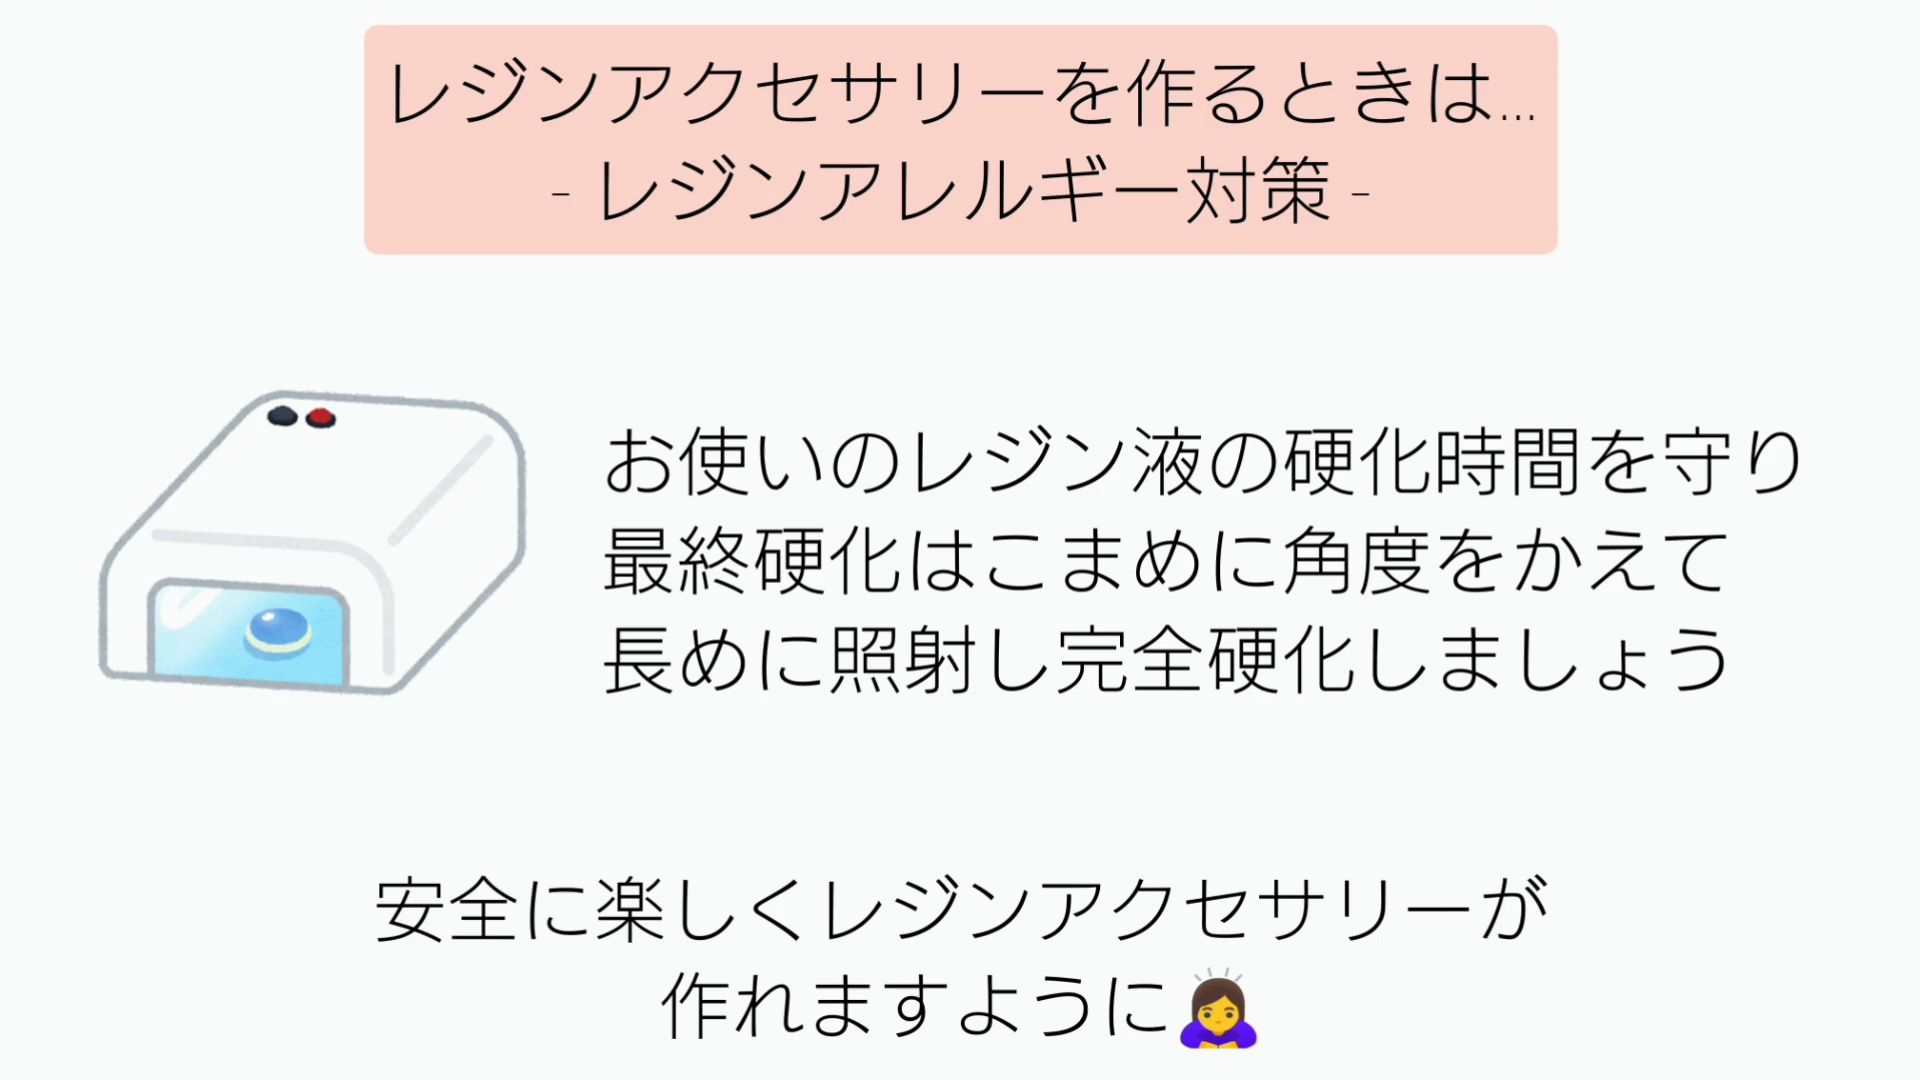 レジンアクセサリーを作るときは...
- レジンアレルギー対策 -
お使いのレジン液の硬化時間を守り
最終硬化はこまめに角度をかえて
長めに照射し完全硬化しましょう
安全に楽しくレジンアクセサリーが
作れますように🙇‍♀️